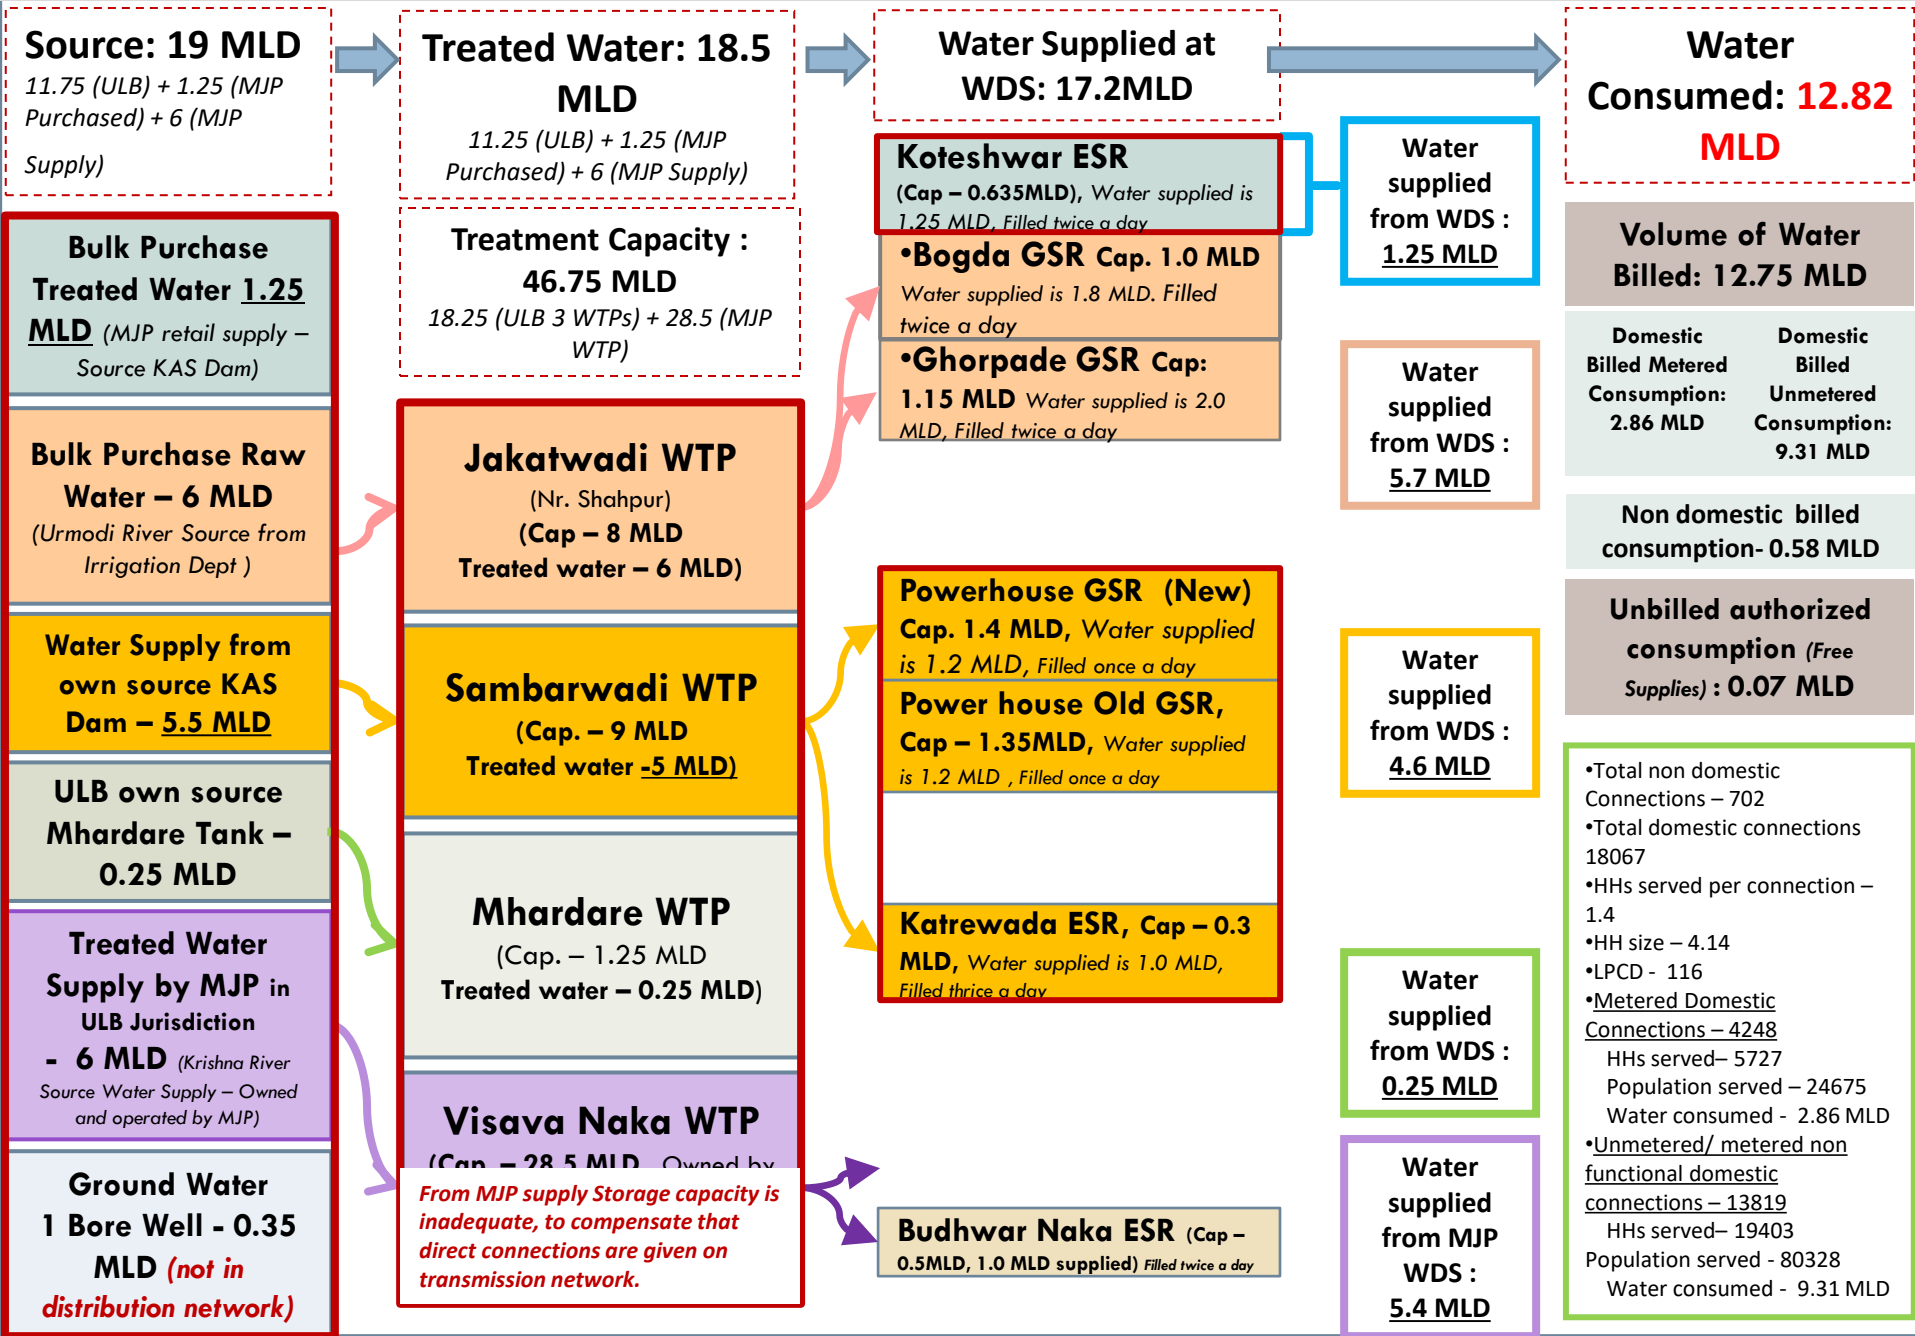 Source: 19 MLD
11.75 (ULB) + 1.25 (MJP
Purchased) + 6 (MJP
Supply)
Treated Water: 18.5
MLD
11.25 (ULB) + 1.25 (MJP
Purchased) + 6 (MJP Supply)
Water Supplied at
WDS: 17.2MLD
Water
Consumed: 12.82
MLD
Bulk Purchase
Treated Water 1.25
MLD (MJP retail supply –
Source KAS Dam)
Bulk Purchase Raw
Water – 6 MLD
(Urmodi River Source from
Irrigation Dept )
Water Supply from
own source KAS
Dam – 5.5 MLD
ULB own source
Mhardare Tank –
0.25 MLD
Treated Water
Supply by MJP in
ULB Jurisdiction
- 6 MLD (Krishna River
Source Water Supply – Owned
and operated by MJP)
Ground Water
1 Bore Well - 0.35
MLD (not in
distribution network)
Treatment Capacity :
46.75 MLD
18.25 (ULB 3 WTPs) + 28.5 (MJP
WTP)
Jakatwadi WTP
(Nr. Shahpur)
(Cap – 8 MLD
Treated water – 6 MLD)
Sambarwadi WTP
(Cap. – 9 MLD
Treated water -5 MLD)
Mhardare WTP
(Cap. – 1.25 MLD
Treated water – 0.25 MLD)
Visava Naka WTP
(Cap. – 28.5 MLD Owned by
From MJP supply Storage capacity is
inadequate, to compensate that
direct connections are given on
transmission network.
Koteshwar ESR
(Cap – 0.635MLD), Water supplied is
1.25 MLD, Filled twice a day
•Bogda GSR Cap. 1.0 MLD
Water supplied is 1.8 MLD. Filled
twice a day
•Ghorpade GSR Cap:
1.15 MLD Water supplied is 2.0
MLD, Filled twice a day
Powerhouse GSR (New)
Cap. 1.4 MLD, Water supplied
is 1.2 MLD, Filled once a day
Power house Old GSR,
Cap – 1.35MLD, Water supplied
is 1.2 MLD , Filled once a day
Katrewada ESR, Cap – 0.3
MLD, Water supplied is 1.0 MLD,
Filled thrice a day
Budhwar Naka ESR (Cap –
0.5MLD, 1.0 MLD supplied) Filled twice a day
Water
supplied
from WDS :
1.25 MLD
Water
supplied
from WDS :
5.7 MLD
Water
supplied
from WDS :
4.6 MLD
Water
supplied
from WDS :
0.25 MLD
Water
supplied
from MJP
WDS :
5.4 MLD
Volume of Water
Billed: 12.75 MLD
Domestic
Billed Metered
Consumption:
2.86 MLD
Domestic
Billed
Unmetered
Consumption:
9.31 MLD
Non domestic billed
consumption- 0.58 MLD
Unbilled authorized
consumption (Free
Supplies) : 0.07 MLD
•Total non domestic
Connections – 702
•Total domestic connections
18067
•HHs served per connection –
1.4
•HH size – 4.14
•LPCD - 116
•Metered Domestic
Connections – 4248
HHs served– 5727
Population served – 24675
Water consumed - 2.86 MLD
•Unmetered/ metered non
functional domestic
connections – 13819
HHs served– 19403
Population served - 80328
Water consumed - 9.31 MLD